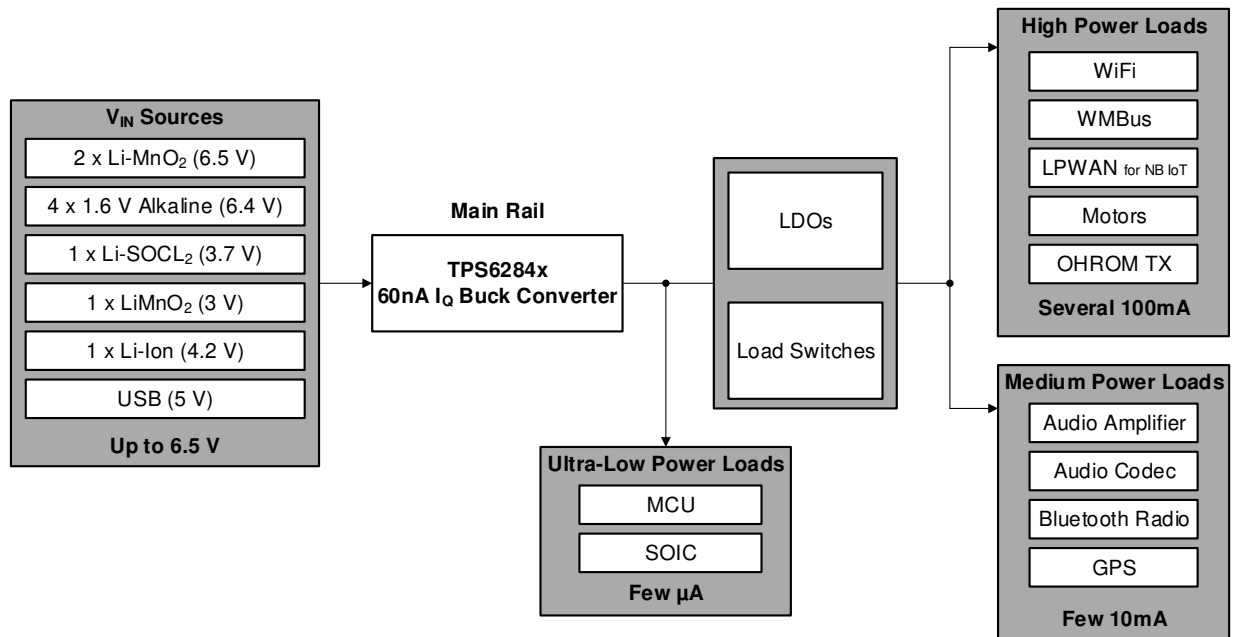 V_IN Sources
2 x Li-MnO₂ (6.5 V)
4 x 1.6 V Alkaline (6.4 V)
1 x Li-SOCL₂ (3.7 V)
1 x LiMnO₂ (3 V)
1 x Li-Ion (4.2 V)
USB (5 V)
Up to 6.5 V
Main Rail
TPS6284x
60nA I_Q Buck Converter
Ultra-Low Power Loads
MCU
SOIC
Few µA
LDOs
Load Switches
High Power Loads
WiFi
WMBus
LPWAN for NB IoT
Motors
OHROM TX
Several 100mA
Medium Power Loads
Audio Amplifier
Audio Codec
Bluetooth Radio
GPS
Few 10mA